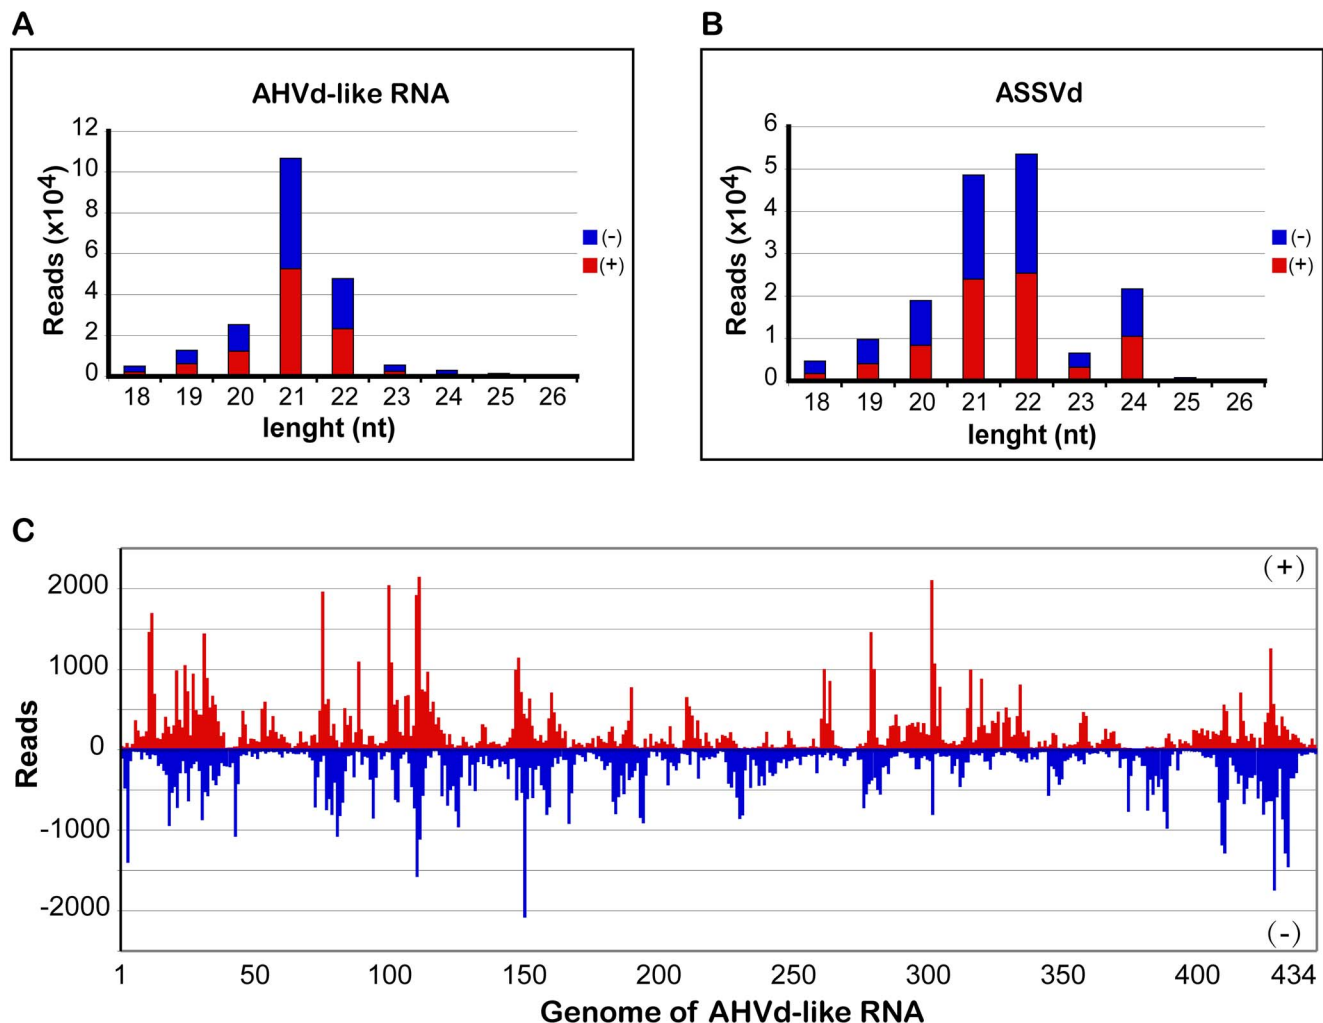 A
AHVd-like RNA
12
10
8
6
4
2
0
Reads (x10⁴)
18 19 20 21 22 23 24 25 26
lenght (nt)
(-)
(+)
B
ASSVd
6
5
4
3
2
1
0
Reads (x10⁴)
18 19 20 21 22 23 24 25 26
lenght (nt)
(-)
(+)
C
2000
1000
0
-1000
-2000
Reads
(+)
(-)
1 50 100 150 200 250 300 350 400 434
Genome of AHVd-like RNA